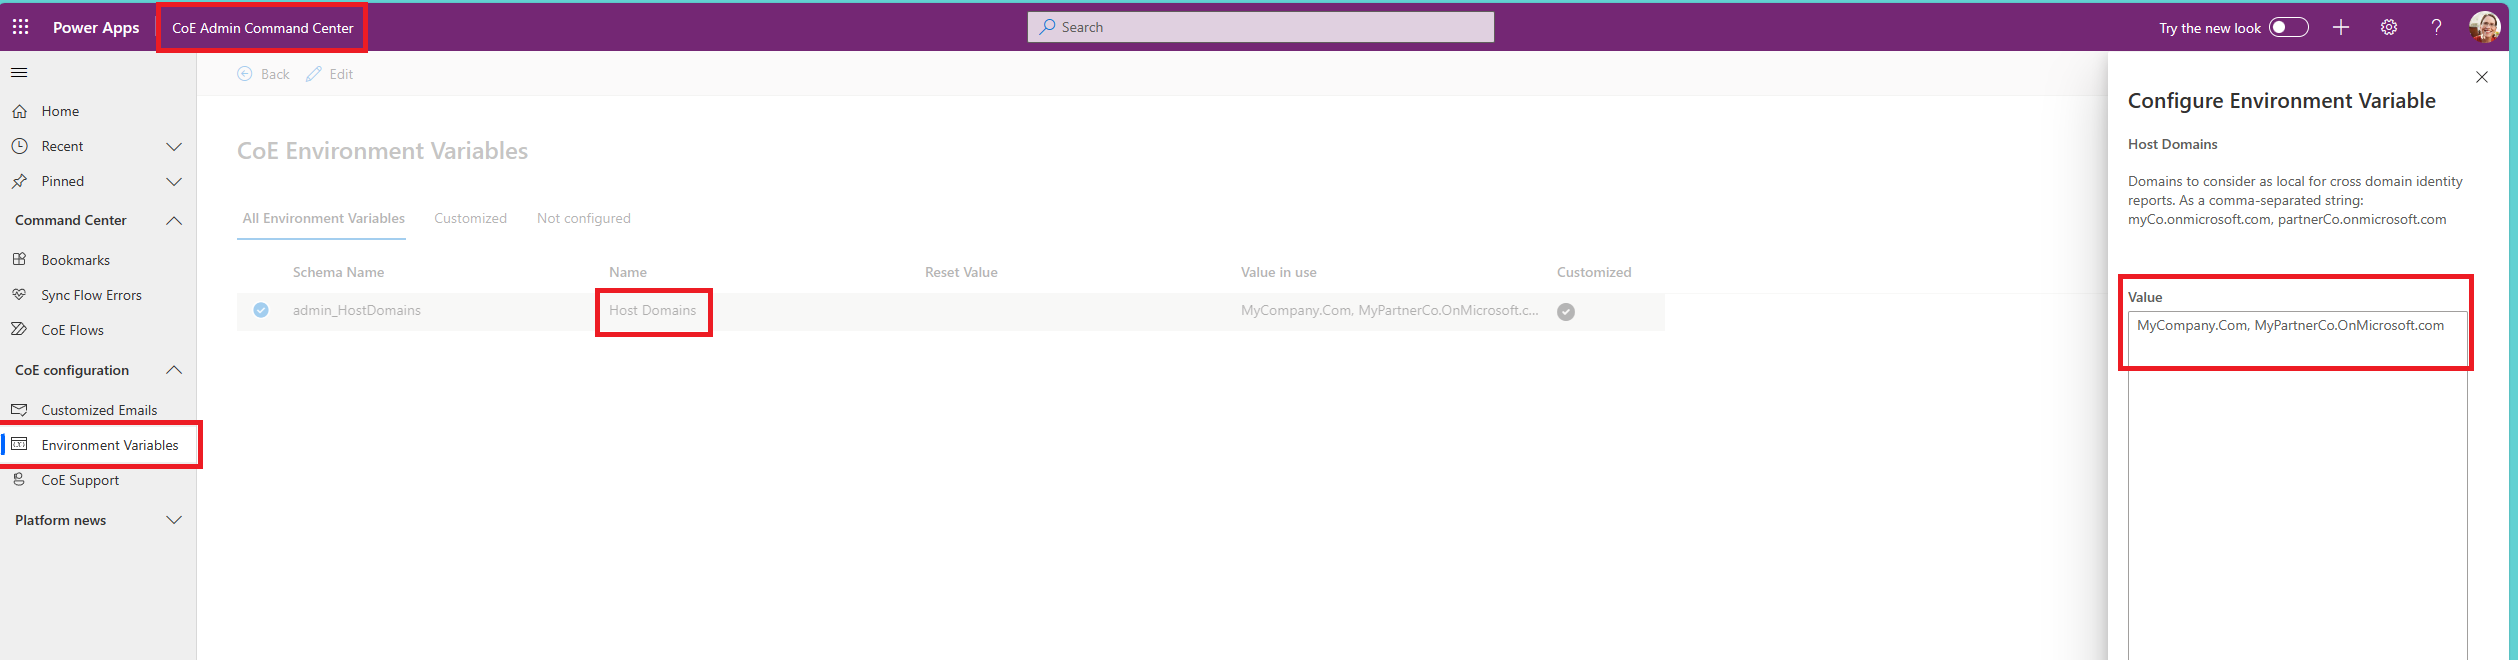 Power Apps
CoE Admin Command Center
Search
Try the new look
Home
Recent
Pinned
Command Center
Bookmarks
Sync Flow Errors
CoE Flows
CoE configuration
Customized Emails
Environment Variables
CoE Support
Platform news
Back
Edit
CoE Environment Variables
All Environment Variables
Customized
Not configured
Schema Name
Name
Reset Value
Value in use
Customized
admin_HostDomains
Host Domains
MyCompany.Com, MyPartnerCo.OnMicrosoft.c...
Configure Environment Variable
Host Domains
Domains to consider as local for cross domain identity
reports. As a comma-separated string:
myCo.onmicrosoft.com, partnerCo.onmicrosoft.com
Value
MyCompany.Com, MyPartnerCo.OnMicrosoft.com